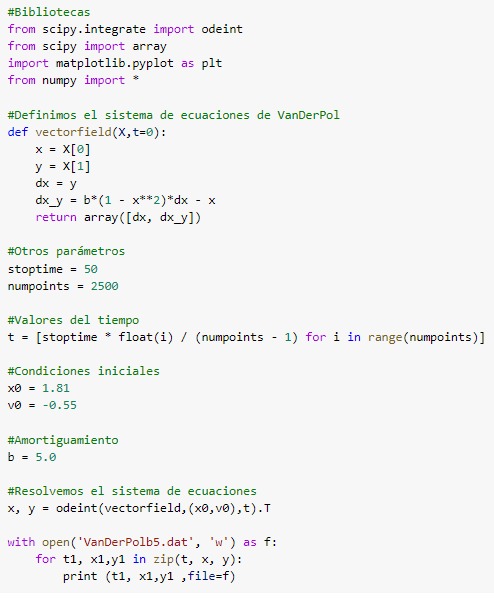 #Bibliotecas
from scipy.integrate import odeint
from scipy import array
import matplotlib.pyplot as plt
from numpy import *
#Definimos el sistema de ecuaciones de VanDerPol
def vectorfield(X,t=0):
    x = X[0]
    y = X[1]
    dx = y
    dx_y = b*(1 - x**2)*dx - x
    return array([dx, dx_y])
#Otros parámetros
stoptime = 50
numpoints = 2500
#Valores del tiempo
t = [stoptime * float(i) / (numpoints - 1) for i in range(numpoints)]
#Condiciones iniciales
x0 = 1.81
v0 = -0.55
#Amortiguamiento
b = 5.0
#Resolvemos el sistema de ecuaciones
x, y = odeint(vectorfield,(x0,v0),t).T
with open('VanDerPolb5.dat', 'w') as f:
    for t1, x1,y1 in zip(t, x, y):
        print (t1, x1,y1 ,file=f)